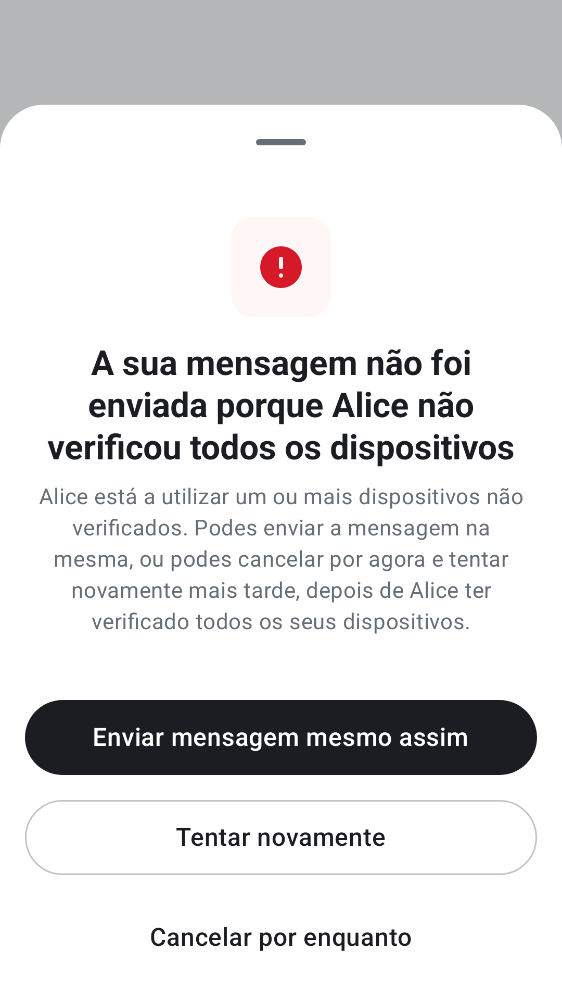 A sua mensagem não foi
enviada porque Alice não
verificou todos os dispositivos
Alice está a utilizar um ou mais dispositivos não
verificados. Podes enviar a mensagem na
mesma, ou podes cancelar por agora e tentar
novamente mais tarde, depois de Alice ter
verificado todos os seus dispositivos.
Enviar mensagem mesmo assim
Tentar novamente
Cancelar por enquanto